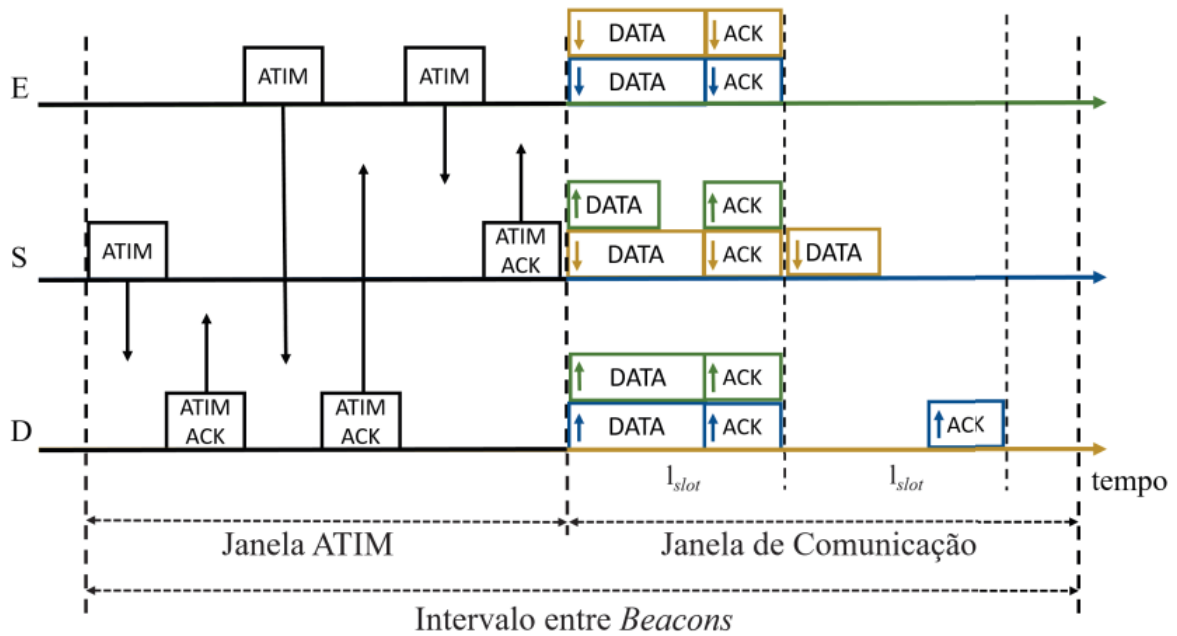 DATA ACK
E ATIM ATIM DATA ACK
DATA ACK
S ATIM ATIM ACK DATA ACK DATA
DATA ACK
D ATIM ACK ATIM ACK DATA ACK ACK
l_slot l_slot tempo
Janela ATIM Janela de Comunicação
Intervalo entre Beacons